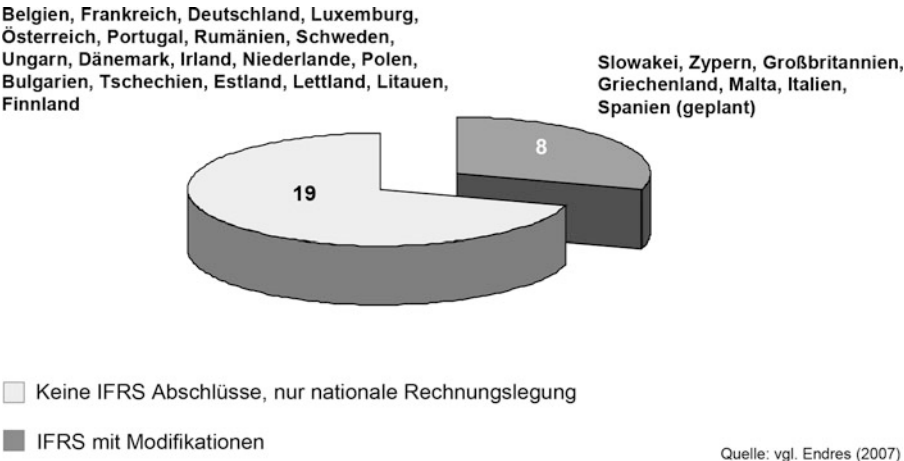 Belgien, Frankreich, Deutschland, Luxemburg,
Österreich, Portugal, Rumänien, Schweden,
Ungarn, Dänemark, Irland, Niederlande, Polen,
Bulgarien, Tschechien, Estland, Lettland, Litauen,
Finnland
Slowakei, Zypern, Großbritannien,
Griechenland, Malta, Italien,
Spanien (geplant)
8
19
Keine IFRS Abschlüsse, nur nationale Rechnungslegung
IFRS mit Modifikationen
Quelle: vgl. Endres (2007)